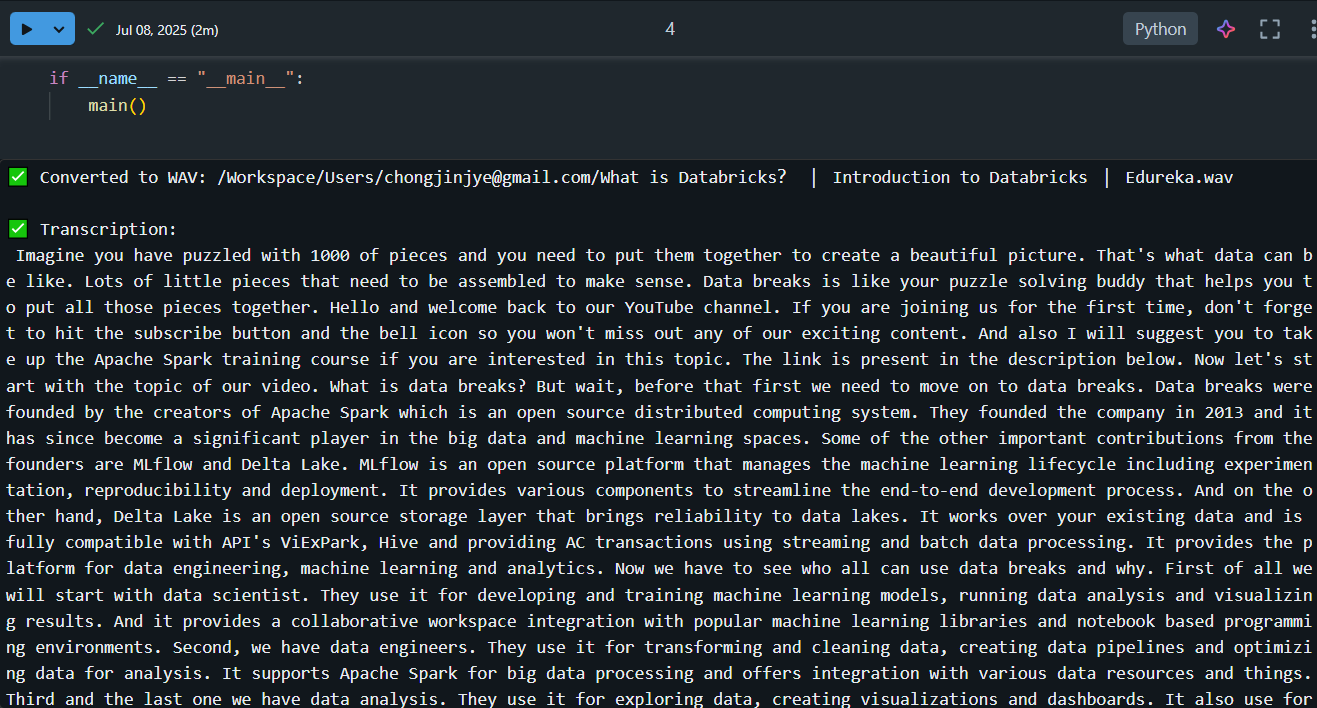 Jul 08, 2025 (2m)
4
Python
if __name__ == "__main__":
main()
✅ Converted to WAV: /Workspace/Users/chongjinjye@gmail.com/What is Databricks? | Introduction to Databricks | Edureka.wav
✅ Transcription:
Imagine you have puzzled with 1000 of pieces and you need to put them together to create a beautiful picture. That's what data can b
e like. Lots of little pieces that need to be assembled to make sense. Data breaks is like your puzzle solving buddy that helps you t
o put all those pieces together. Hello and welcome back to our YouTube channel. If you are joining us for the first time, don't forge
t to hit the subscribe button and the bell icon so you won't miss out any of our exciting content. And also I will suggest you to tak
e up the Apache Spark training course if you are interested in this topic. The link is present in the description below. Now let's st
art with the topic of our video. What is data breaks? But wait, before that first we need to move on to data breaks. Data breaks were
founded by the creators of Apache Spark which is an open source distributed computing system. They founded the company in 2013 and it
has since become a significant player in the big data and machine learning spaces. Some of the other important contributions from the
founders are MLflow and Delta Lake. MLflow is an open source platform that manages the machine learning lifecycle including experimen
tation, reproducibility and deployment. It provides various components to streamline the end-to-end development process. And on the o
ther hand, Delta Lake is an open source storage layer that brings reliability to data lakes. It works over your existing data and is
fully compatible with API's ViExPark, Hive and providing AC transactions using streaming and batch data processing. It provides the p
latform for data engineering, machine learning and analytics. Now we have to see who all can use data breaks and why. First of all we
will start with data scientist. They use it for developing and training machine learning models, running data analysis and visualizin
g results. And it provides a collaborative workspace integration with popular machine learning libraries and notebook based programmi
ng environments. Second, we have data engineers. They use it for transforming and cleaning data, creating data pipelines and optimizi
ng data for analysis. It supports Apache Spark for big data processing and offers integration with various data resources and things.
Third and the last one we have data analysis. They use it for exploring data, creating visualizations and dashboards. It also use for